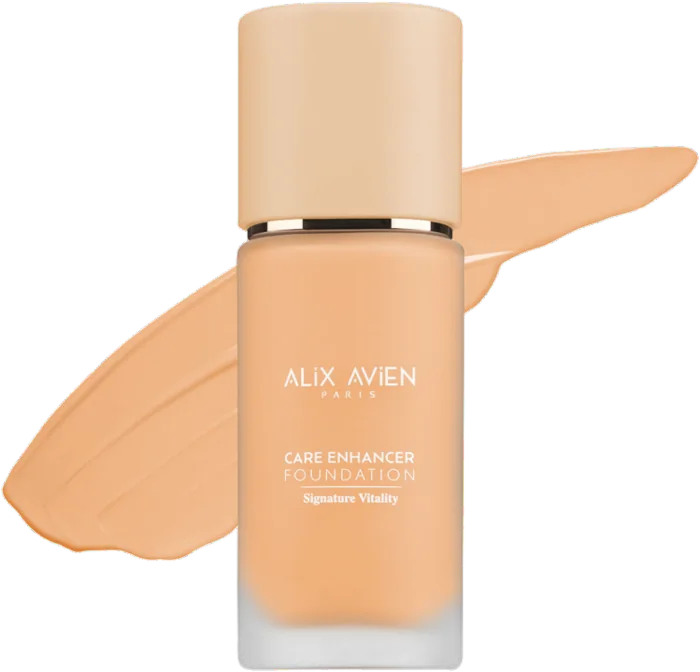 ALiX AViEN
PARIS
CARE ENHANCER
FOUNDATION
Signature Vitality